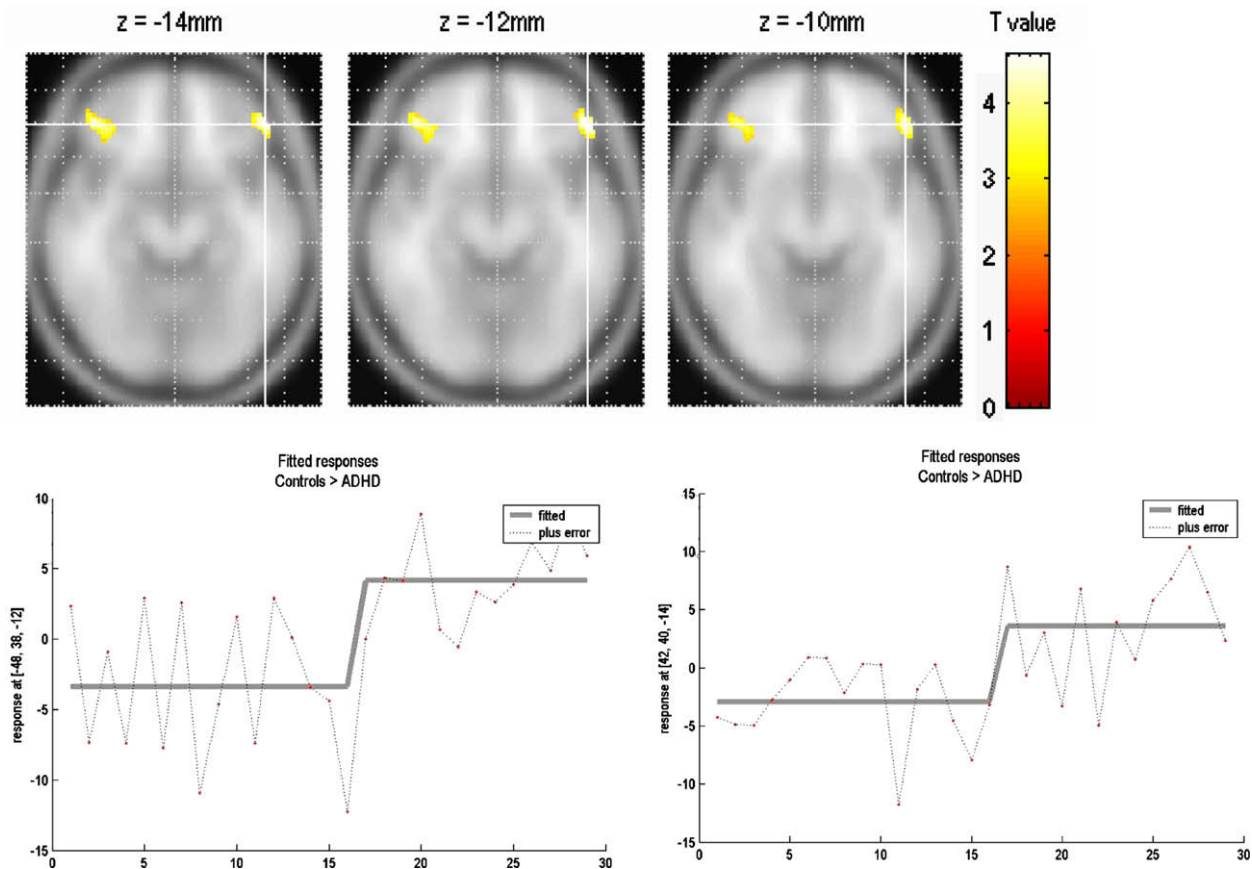 z = -14mm
z = -12mm
z = -10mm
T value
4
3
2
1
0
Fitted responses
Controls > ADHD
fitted
plus error
response at [-48, 38, -12]
10
5
0
-5
-10
-15
0
5
10
15
20
25
30
Fitted responses
Controls > ADHD
fitted
plus error
response at [42, 40, -14]
15
10
5
0
-5
-10
-15
0
5
10
15
20
25
30